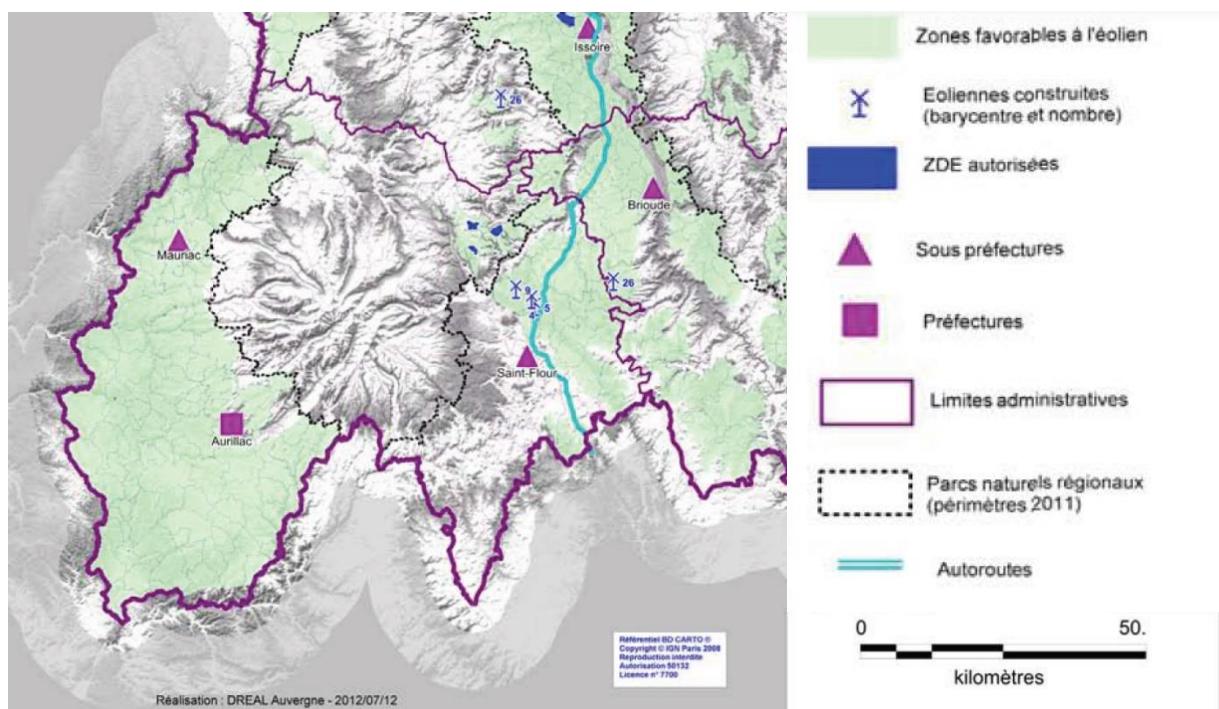 Issoire
26
Brioude
Mauriac
9
5
4
26
Saint-Flour
Aurillac
Référentiel BD CARTO ®
Copyright © IGN Paris 2008
Reproduction interdite
Autorisation 50132
Licence n° 7700
Réalisation : DREAL Auvergne - 2012/07/12
Zones favorables à l'éolien
Eoliennes construites
(barycentre et nombre)
ZDE autorisées
Sous préfectures
Préfectures
Limites administratives
Parcs naturels régionaux
(périmètres 2011)
Autoroutes
0 50.
kilomètres